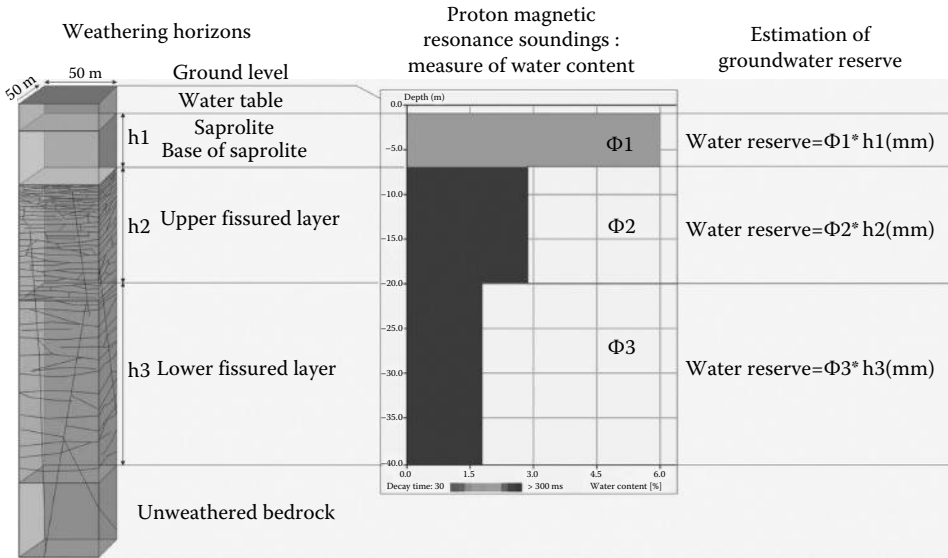 Weathering horizons
Proton magnetic
resonance soundings :
measure of water content
Estimation of
groundwater reserve
50 m
50 m
Ground level
Water table
Saprolite
Base of saprolite
h1
h2 Upper fissured layer
h3 Lower fissured layer
Unweathered bedrock
Depth (m)
0.0
−5.0
−10.0
−15.0
−20.0
−25.0
−30.0
−35.0
−40.0
Φ1
Φ2
Φ3
0.0 1.5 3.0 4.5 6.0
Decay time: 30 > 300 ms Water content [%]
Water reserve=Φ1* h1(mm)
Water reserve=Φ2* h2(mm)
Water reserve=Φ3* h3(mm)